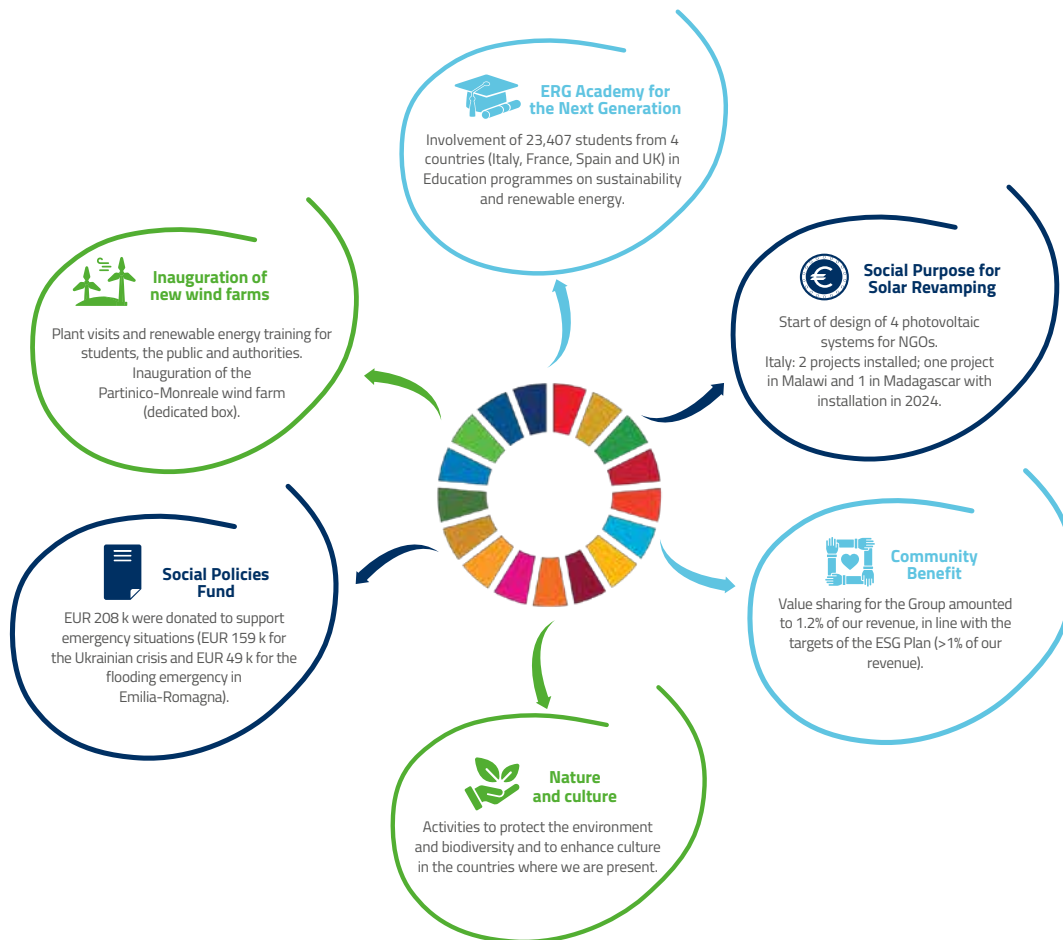 ERG Academy for
the Next Generation
Involvement of 23,407 students from 4
countries (Italy, France, Spain and UK) in
Education programmes on sustainability
and renewable energy.
Inauguration of
new wind farms
Plant visits and renewable energy training for
students, the public and authorities.
Inauguration of the
Partinico-Monreale wind farm
(dedicated box).
Social Purpose for
Solar Revamping
Start of design of 4 photovoltaic
systems for NGOs.
Italy: 2 projects installed; one project
in Malawi and 1 in Madagascar with
installation in 2024.
Social Policies
Fund
EUR 208 k were donated to support
emergency situations (EUR 159 k for
the Ukrainian crisis and EUR 49 k for the
flooding emergency in
Emilia-Romagna).
Community
Benefit
Value sharing for the Group amounted
to 1.2% of our revenue, in line with the
targets of the ESG Plan (>1% of our
revenue).
Nature
and culture
Activities to protect the environment
and biodiversity and to enhance culture
in the countries where we are present.